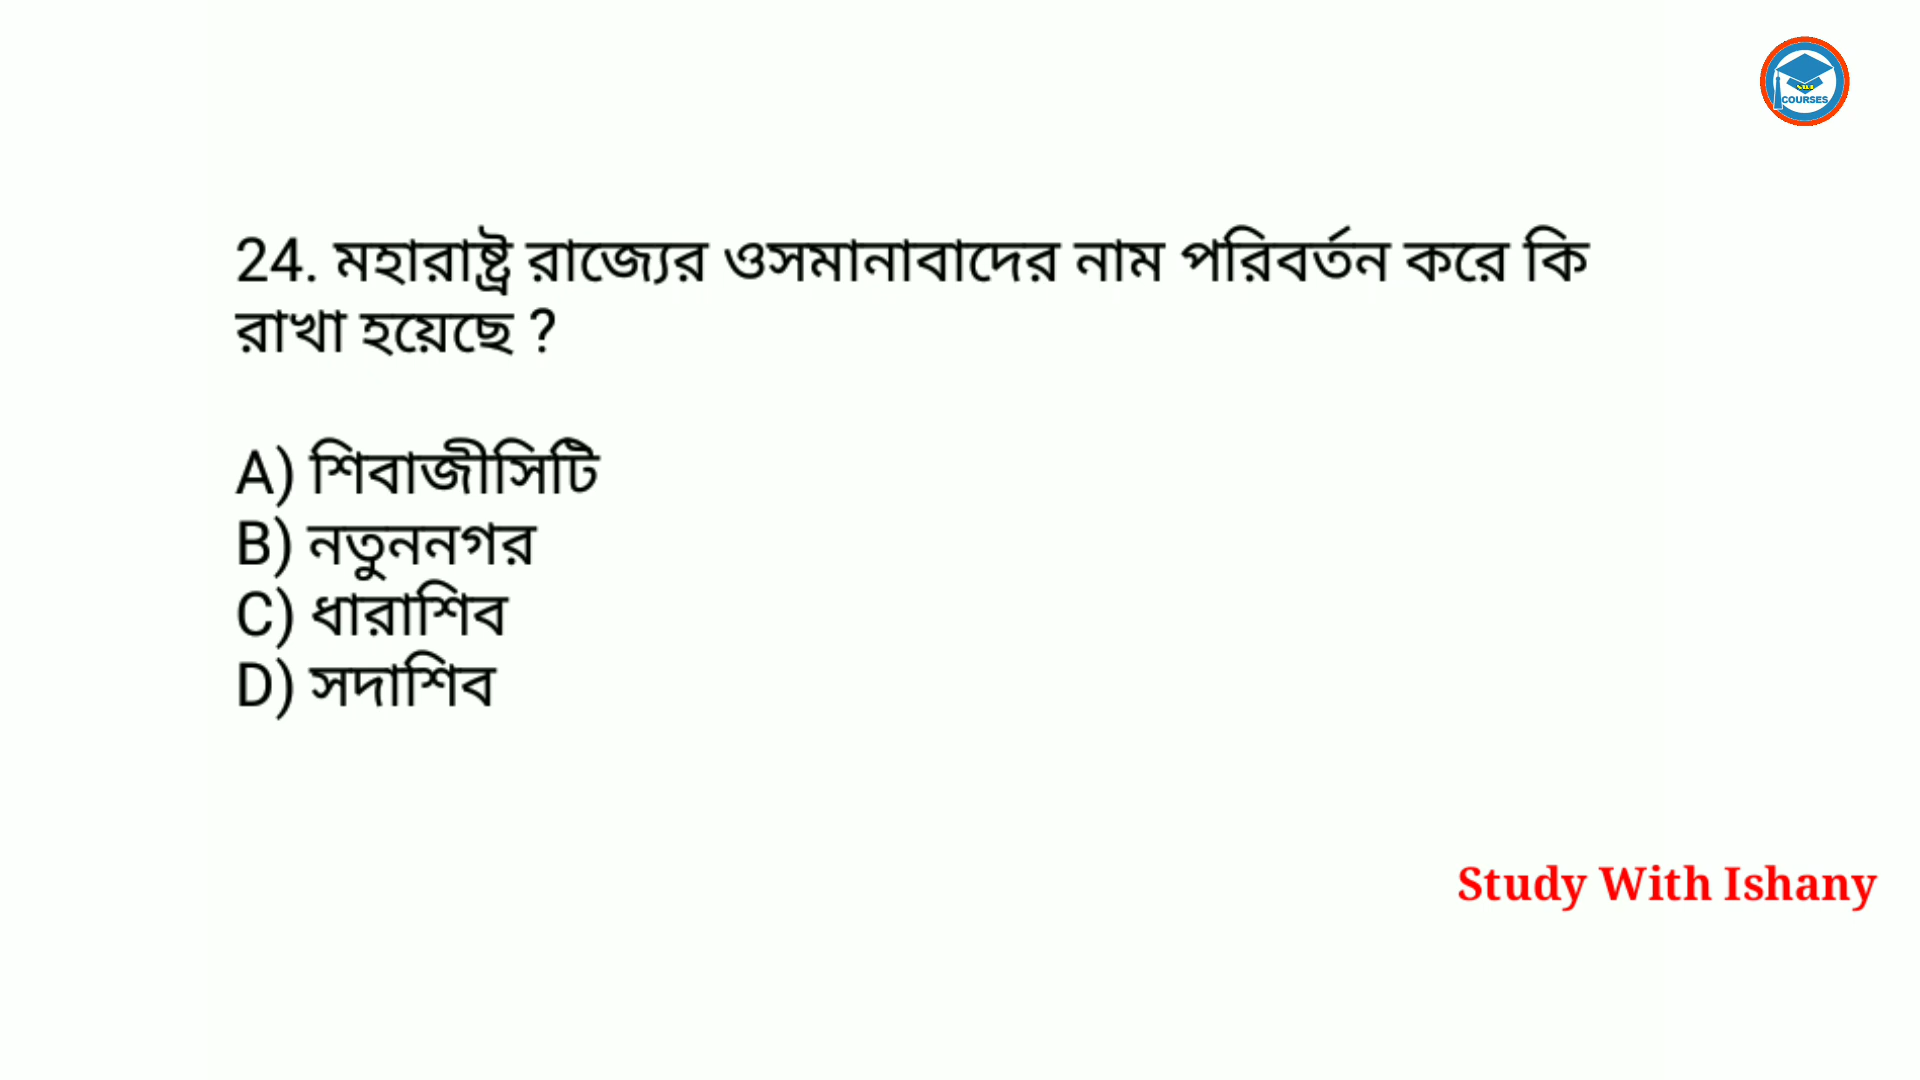 COURSES
24. মহারাষ্ট্র রাজ্যের ওসমানাবাদের নাম পরিবর্তন করে কি
রাখা হয়েছে ?
A) শিবাজীসিটি
B) নতুননগর
C) ধারাশিব
D) সদাশিব
Study With Ishany